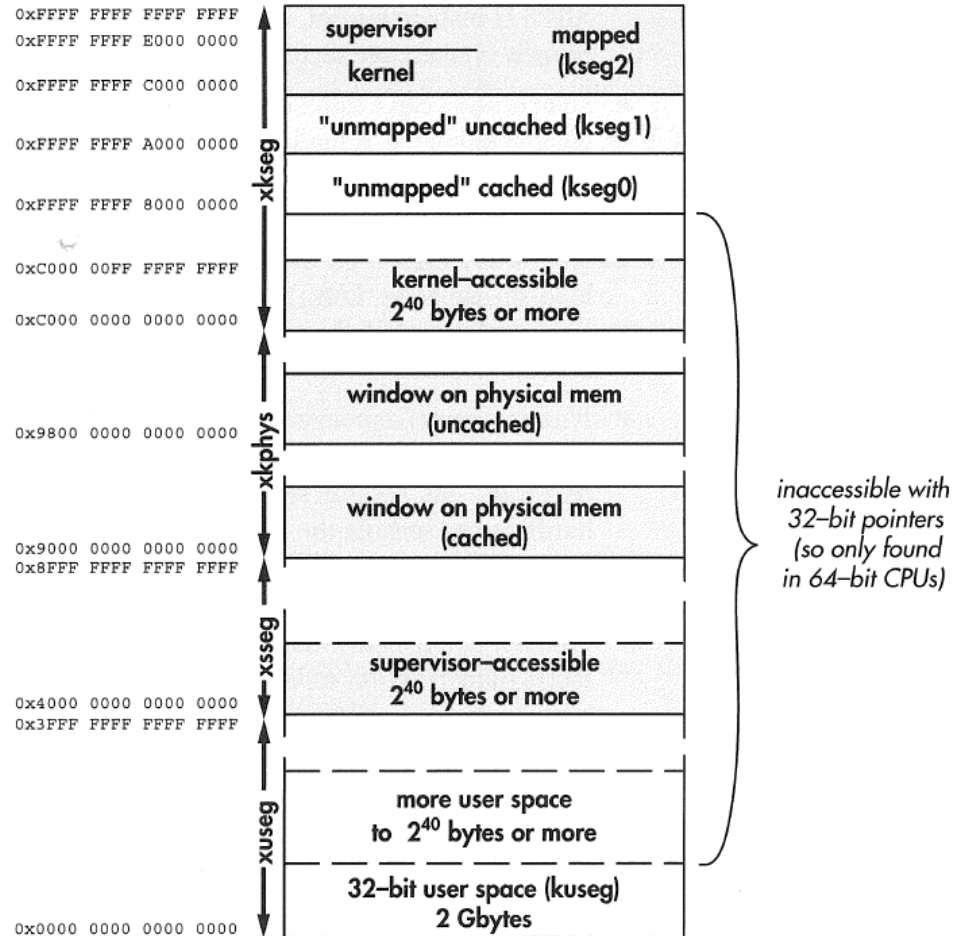 0xFFFF FFFF FFFF FFFF
0xFFFF FFFF E000 0000
0xFFFF FFFF C000 0000
0xFFFF FFFF A000 0000
0xFFFF FFFF 8000 0000
0xC000 00FF FFFF FFFF
0xC000 0000 0000 0000
0x9800 0000 0000 0000
0x9000 0000 0000 0000
0x8FFF FFFF FFFF FFFF
0x4000 0000 0000 0000
0x3FFF FFFF FFFF FFFF
0x0000 0000 0000 0000
xkseg
xkphys
xsseg
xuseg
supervisor
kernel
mapped
(kseg2)
"unmapped" uncached (kseg1)
"unmapped" cached (kseg0)
kernel–accessible
2^40 bytes or more
window on physical mem
(uncached)
window on physical mem
(cached)
supervisor–accessible
2^40 bytes or more
more user space
to 2^40 bytes or more
32–bit user space (kuseg)
2 Gbytes
inaccessible with
32–bit pointers
(so only found
in 64–bit CPUs)